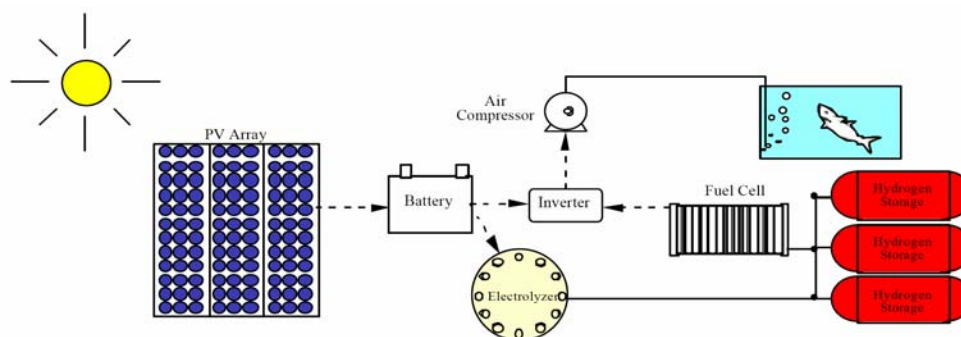 Air
Compressor
PV Array
Battery
Inverter
Fuel Cell
Hydrogen
Storage
Hydrogen
Storage
Electrolyzer
Hydrogen
Storage